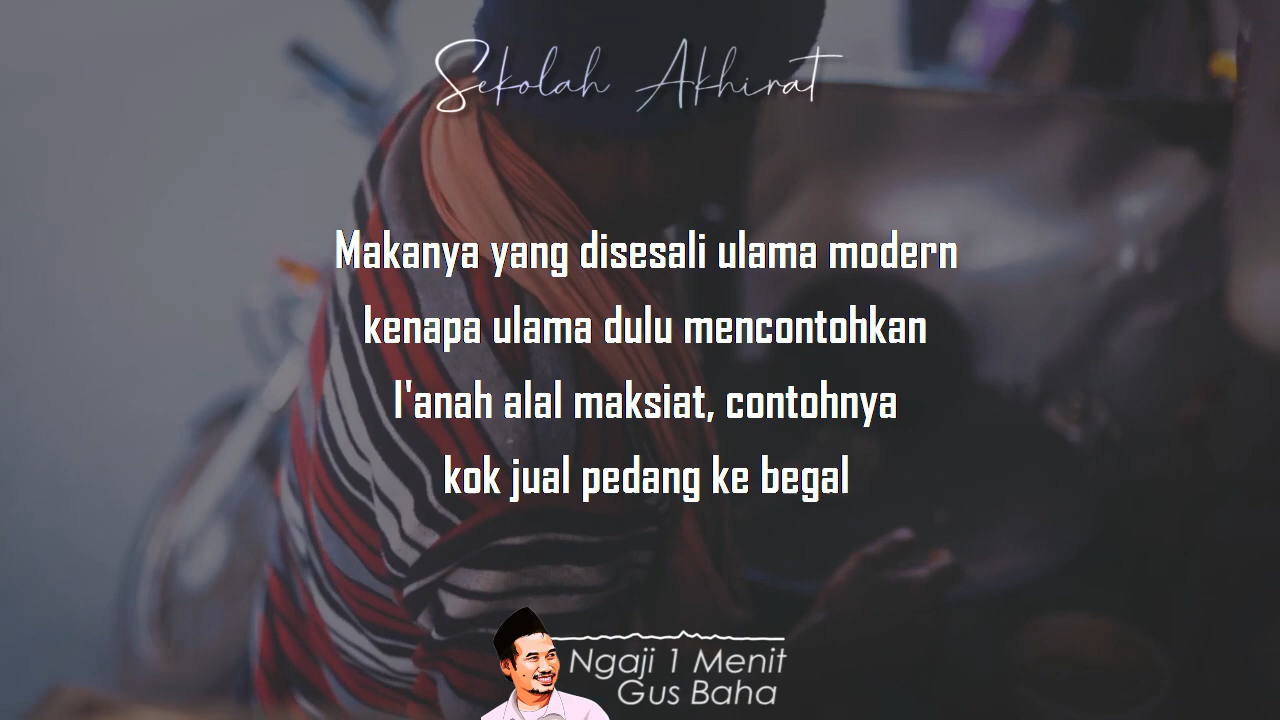 Sekolah Akhirat
Makanya yang disesali ulama modern
kenapa ulama dulu mencontohkan
I'anah alal maksiat, contohnya
kok jual pedang ke begal
Ngaji 1 Menit
Gus Baha